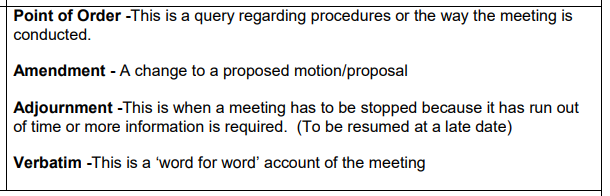 Point of Order -This is a query regarding procedures or the way the meeting is
conducted.
Amendment - A change to a proposed motion/proposal
Adjournment -This is when a meeting has to be stopped because it has run out
of time or more information is required.  (To be resumed at a late date)
Verbatim -This is a ‘word for word’ account of the meeting